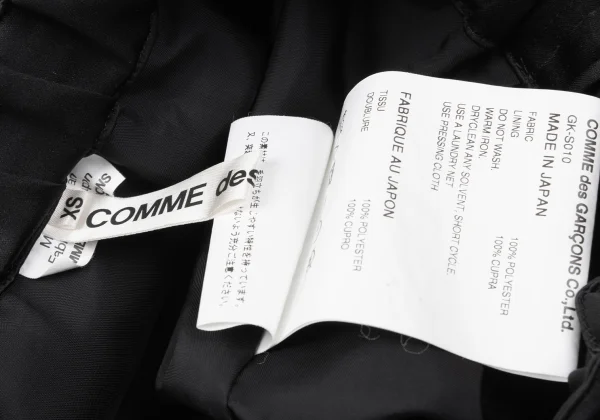 COMME des GARÇONS CO.,Ltd.
GK-S010
MADE IN JAPAN
FABRIC 100% POLYESTER
LINING 100% CUPRA
DO NOT WASH.
WARM IRON.
DRYCLEAN ANY SOLVENT, SHORT CYCLE.
USE A LAUNDRY NET
USE PRESSING CLOTH
FABRIQUE AU JAPON
TISSU 100% POLYESTER
DOUBLURE 100% CUPRO
COMME des
XS